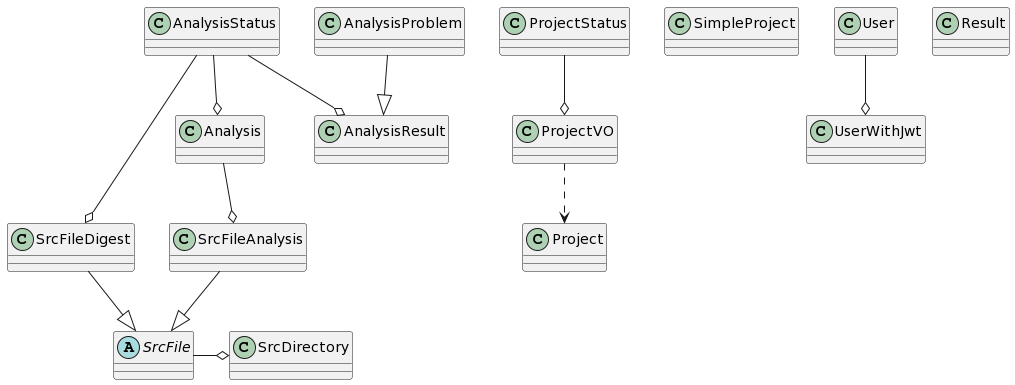 C AnalysisStatus
C AnalysisProblem
C ProjectStatus
C SimpleProject
C User
C Result
C Analysis
C AnalysisResult
C ProjectVO
C UserWithJwt
C SrcFileDigest
C SrcFileAnalysis
C Project
A SrcFile
C SrcDirectory